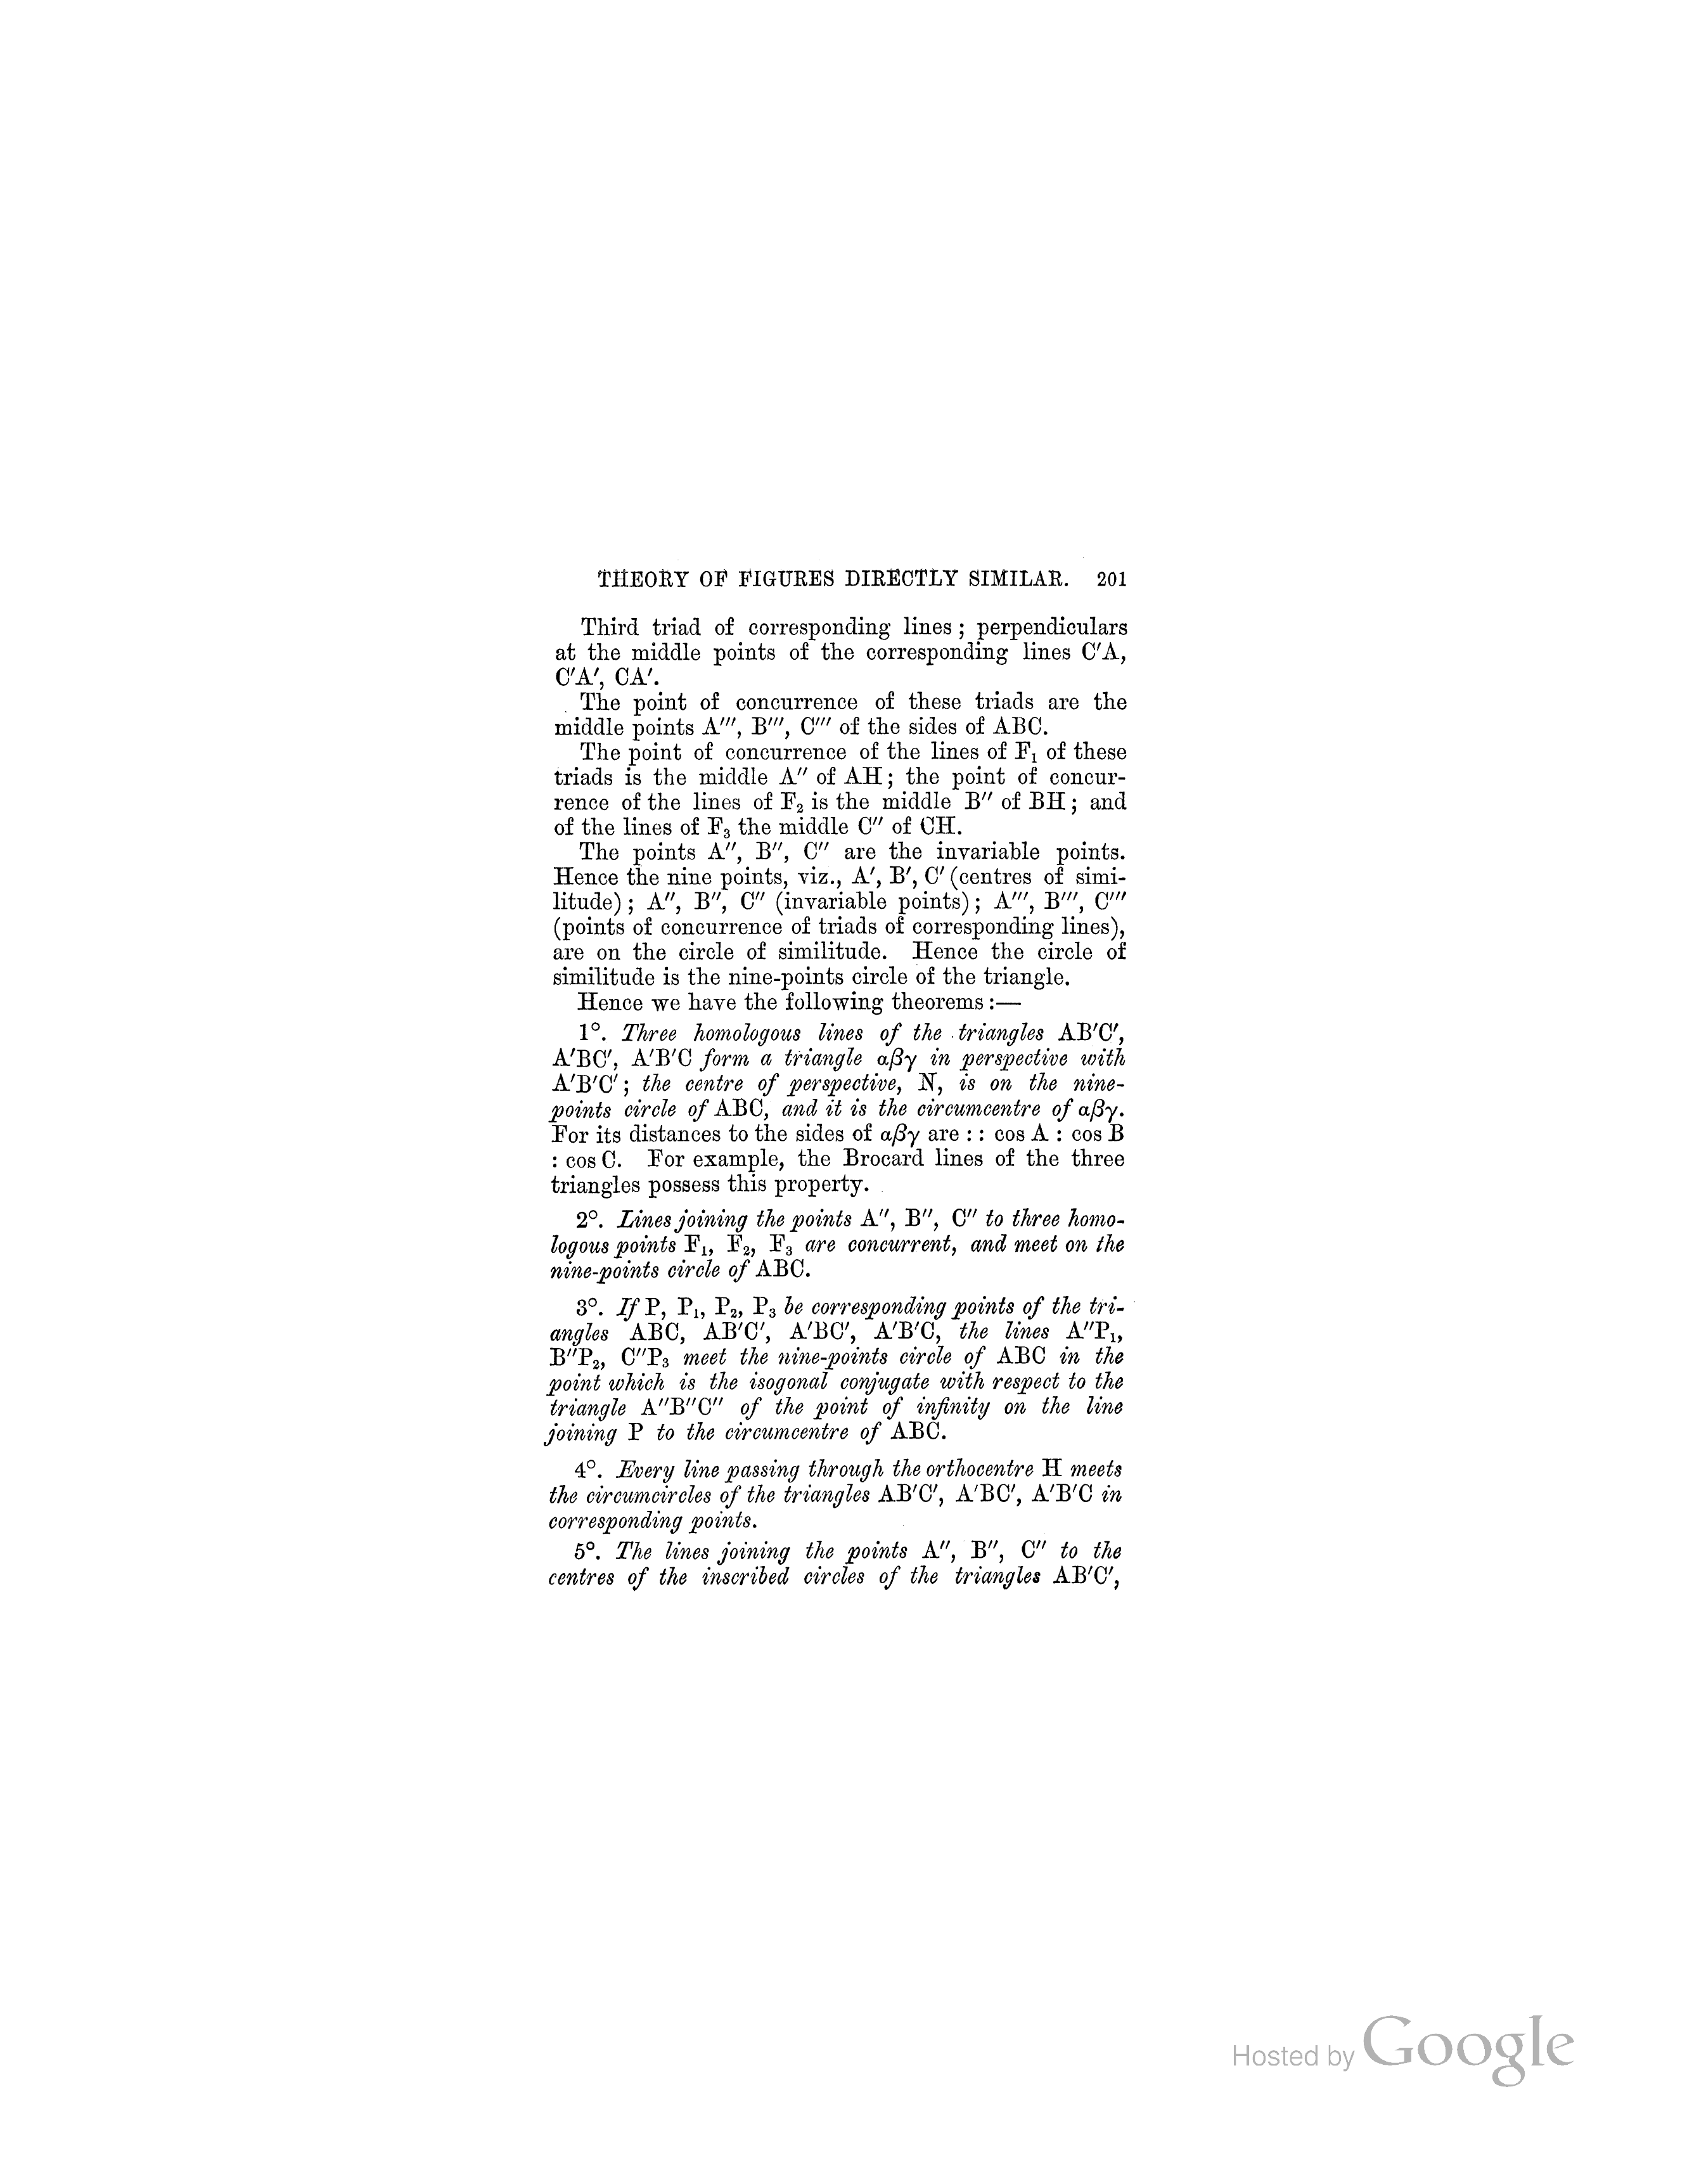 THEORY OF FIGURES DIRECTLY SIMILAR. 201
Third triad of corresponding lines; perpendiculars
at the middle points of the corresponding lines C′A,
C′A′, CA′.
The point of concurrence of these triads are the
middle points A‴, B‴, C‴ of the sides of ABC.
The point of concurrence of the lines of F₁ of these
triads is the middle A″ of AH; the point of concur-
rence of the lines of F₂ is the middle B″ of BH; and
of the lines of F₃ the middle C″ of CH.
The points A″, B″, C″ are the invariable points.
Hence the nine points, viz., A′, B′, C′ (centres of simi-
litude); A″, B″, C″ (invariable points); A‴, B‴, C‴
(points of concurrence of triads of corresponding lines),
are on the circle of similitude. Hence the circle of
similitude is the nine-points circle of the triangle.
Hence we have the following theorems:—
1°. Three homologous lines of the triangles AB′C′,
A′BC′, A′B′C form a triangle αβγ in perspective with
A′B′C′; the centre of perspective, N, is on the nine-
points circle of ABC, and it is the circumcentre of αβγ.
For its distances to the sides of αβγ are : : cos A : cos B
: cos C. For example, the Brocard lines of the three
triangles possess this property.
2°. Lines joining the points A″, B″, C″ to three homo-
logous points F₁, F₂, F₃ are concurrent, and meet on the
nine-points circle of ABC.
3°. If P, P₁, P₂, P₃ be corresponding points of the tri-
angles ABC, AB′C′, A′BC′, A′B′C, the lines A″P₁,
B″P₂, C″P₃ meet the nine-points circle of ABC in the
point which is the isogonal conjugate with respect to the
triangle A″B″C″ of the point of infinity on the line
joining P to the circumcentre of ABC.
4°. Every line passing through the orthocentre H meets
the circumcircles of the triangles AB′C′, A′BC′, A′B′C in
corresponding points.
5°. The lines joining the points A″, B″, C″ to the
centres of the inscribed circles of the triangles AB′C′,
Hosted by Google